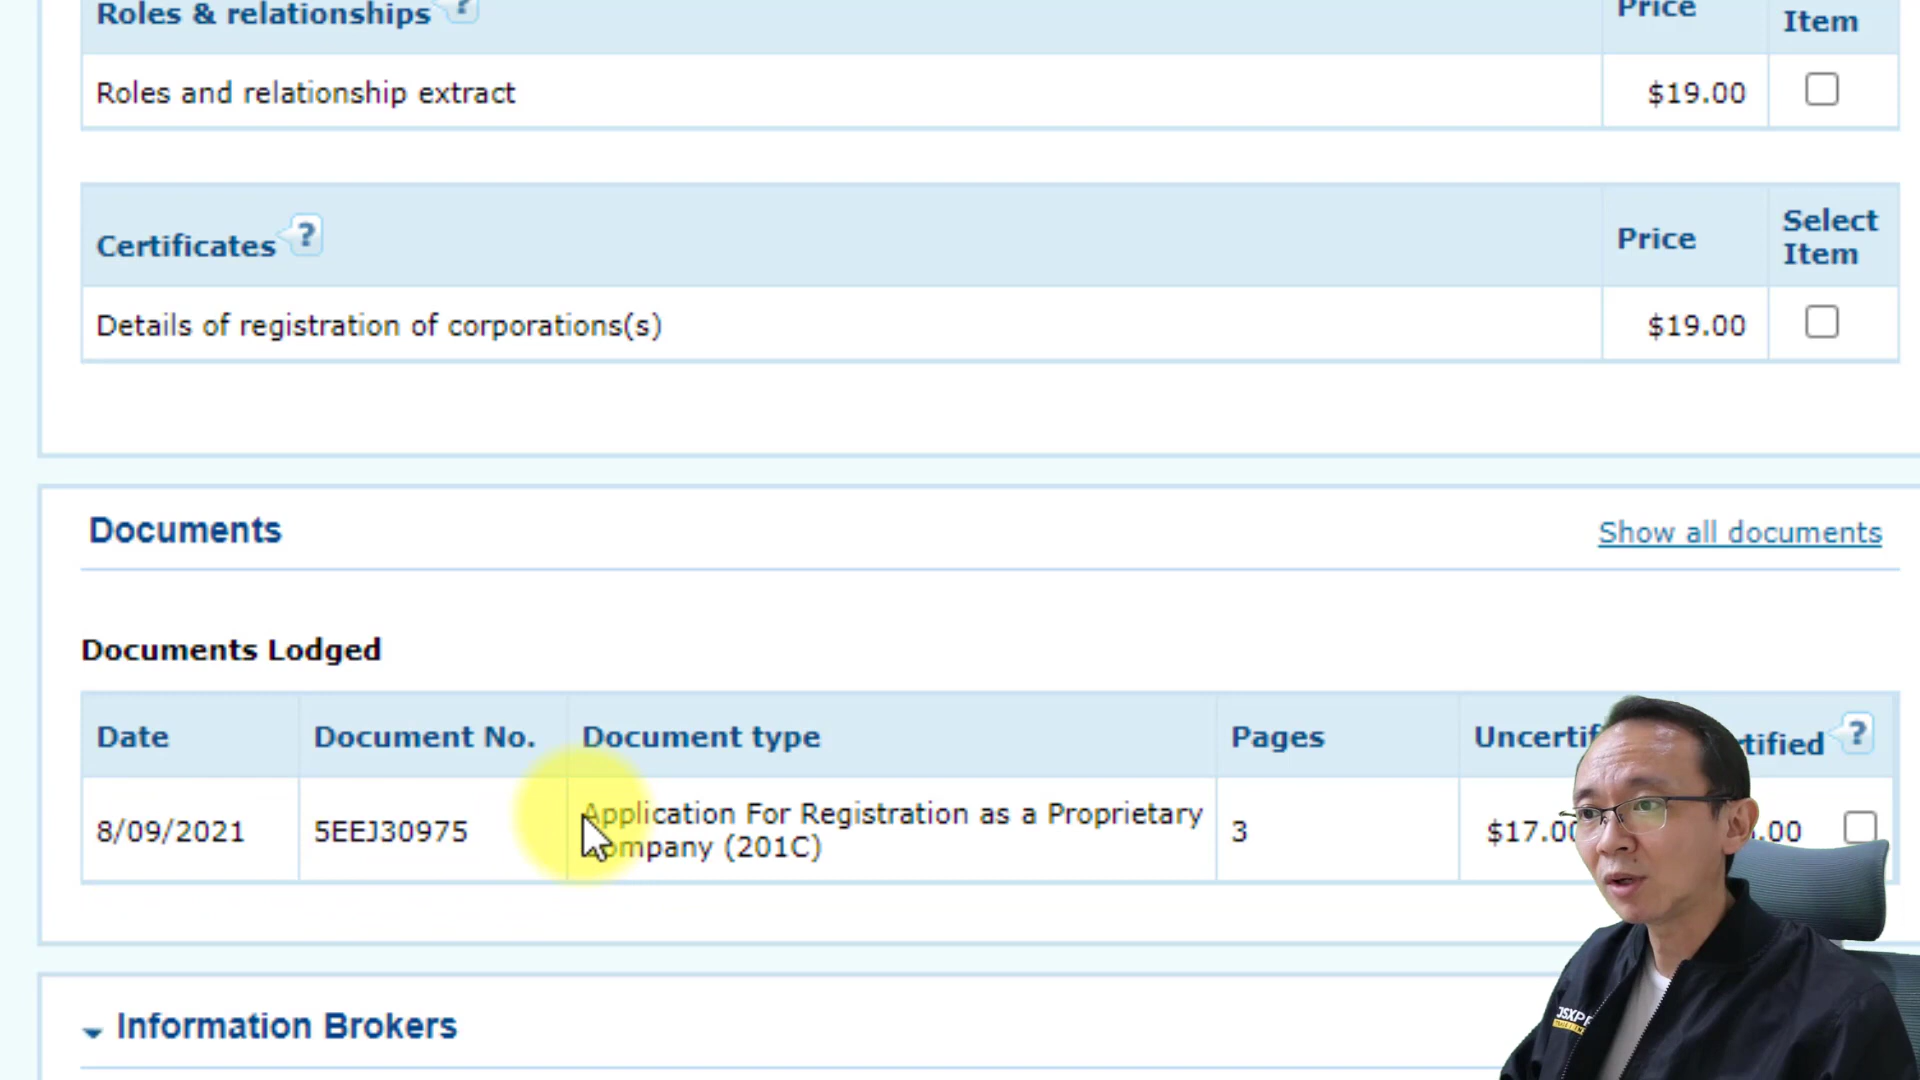 Roles & relationships ?
Price
Item
Roles and relationship extract $19.00
Certificates ? Price Select Item
Details of registration of corporations(s) $19.00
Documents Show all documents
Documents Lodged
Date Document No. Document type Pages ?
8/09/2021 5EEJ30975 Application For Registration as a Proprietary 3
(201C)
Information Brokers